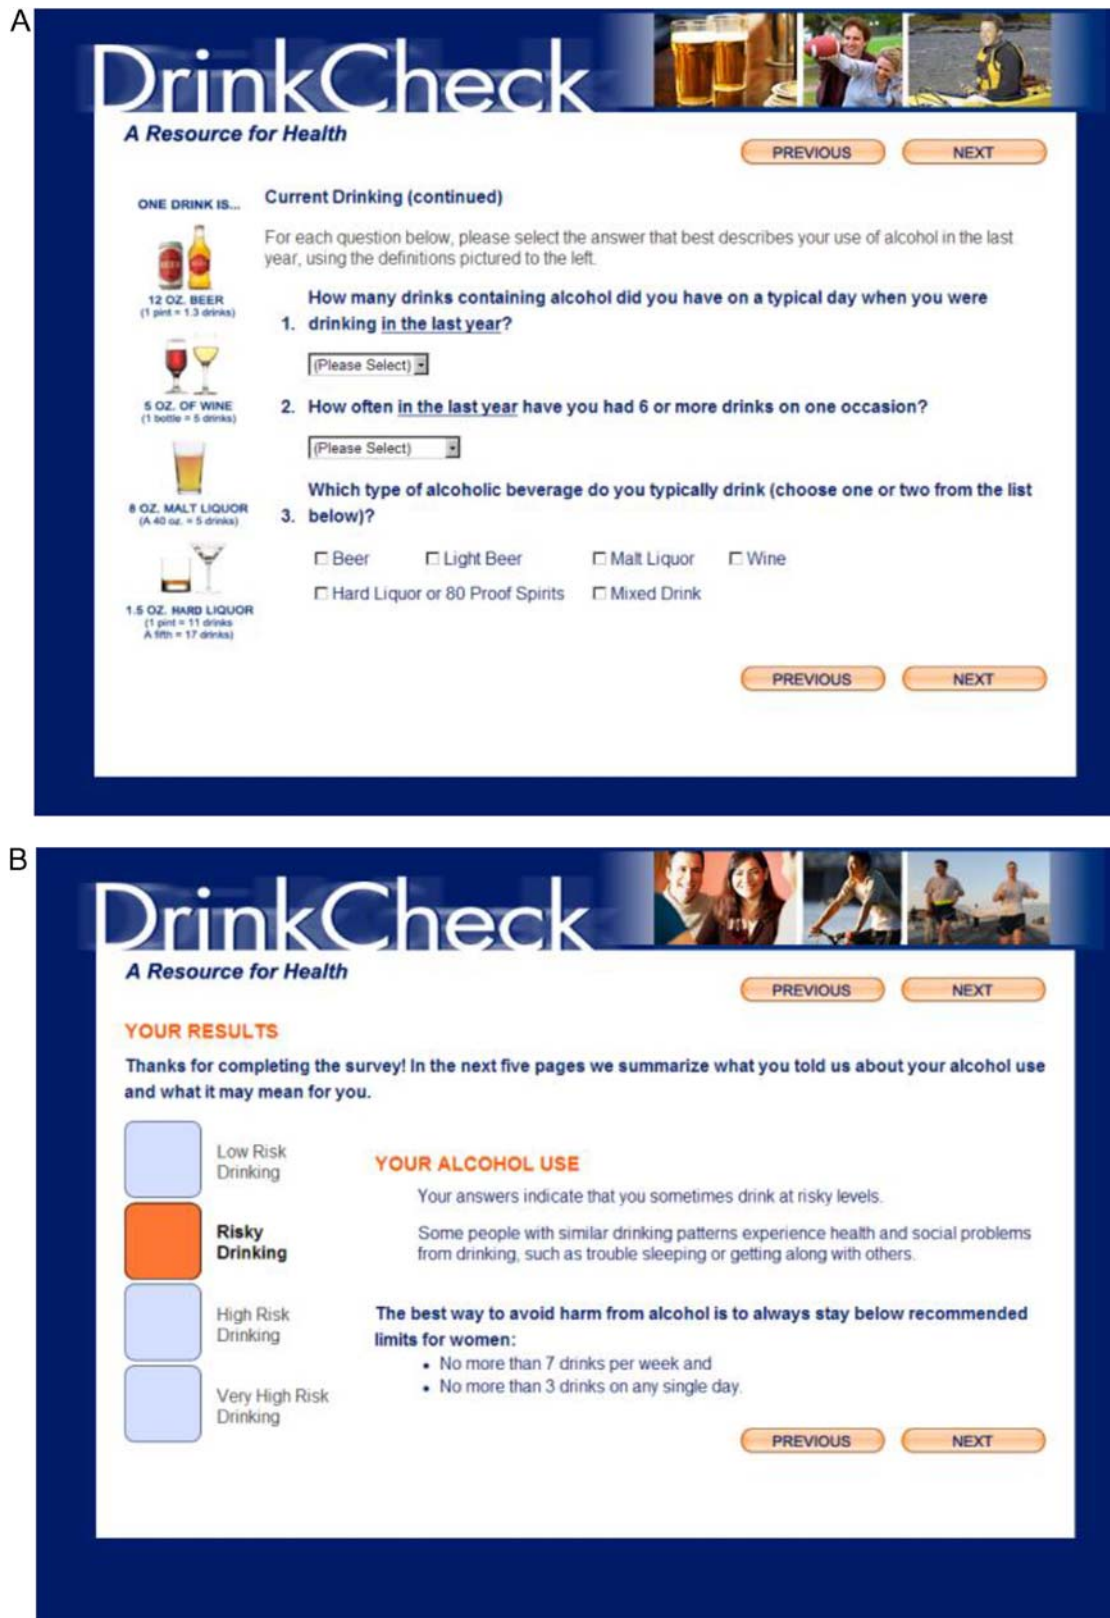 A
DrinkCheck
A Resource for Health
PREVIOUS NEXT
ONE DRINK IS...
12 OZ. BEER
(1 pint = 1.3 drinks)
5 OZ. OF WINE
(1 bottle = 5 drinks)
8 OZ. MALT LIQUOR
(A 40 oz. = 5 drinks)
1.5 OZ. HARD LIQUOR
(1 pint = 11 drinks
A fifth = 17 drinks)
Current Drinking (continued)
For each question below, please select the answer that best describes your use of alcohol in the last
year, using the definitions pictured to the left.
How many drinks containing alcohol did you have on a typical day when you were
1. drinking in the last year?
(Please Select)
2. How often in the last year have you had 6 or more drinks on one occasion?
(Please Select)
Which type of alcoholic beverage do you typically drink (choose one or two from the list
3. below)?
Beer Light Beer Malt Liquor Wine
Hard Liquor or 80 Proof Spirits Mixed Drink
PREVIOUS NEXT
B
DrinkCheck
A Resource for Health
PREVIOUS NEXT
YOUR RESULTS
Thanks for completing the survey! In the next five pages we summarize what you told us about your alcohol use
and what it may mean for you.
Low Risk
Drinking
Risky
Drinking
High Risk
Drinking
Very High Risk
Drinking
YOUR ALCOHOL USE
Your answers indicate that you sometimes drink at risky levels.
Some people with similar drinking patterns experience health and social problems
from drinking, such as trouble sleeping or getting along with others.
The best way to avoid harm from alcohol is to always stay below recommended
limits for women:
• No more than 7 drinks per week and
• No more than 3 drinks on any single day.
PREVIOUS NEXT